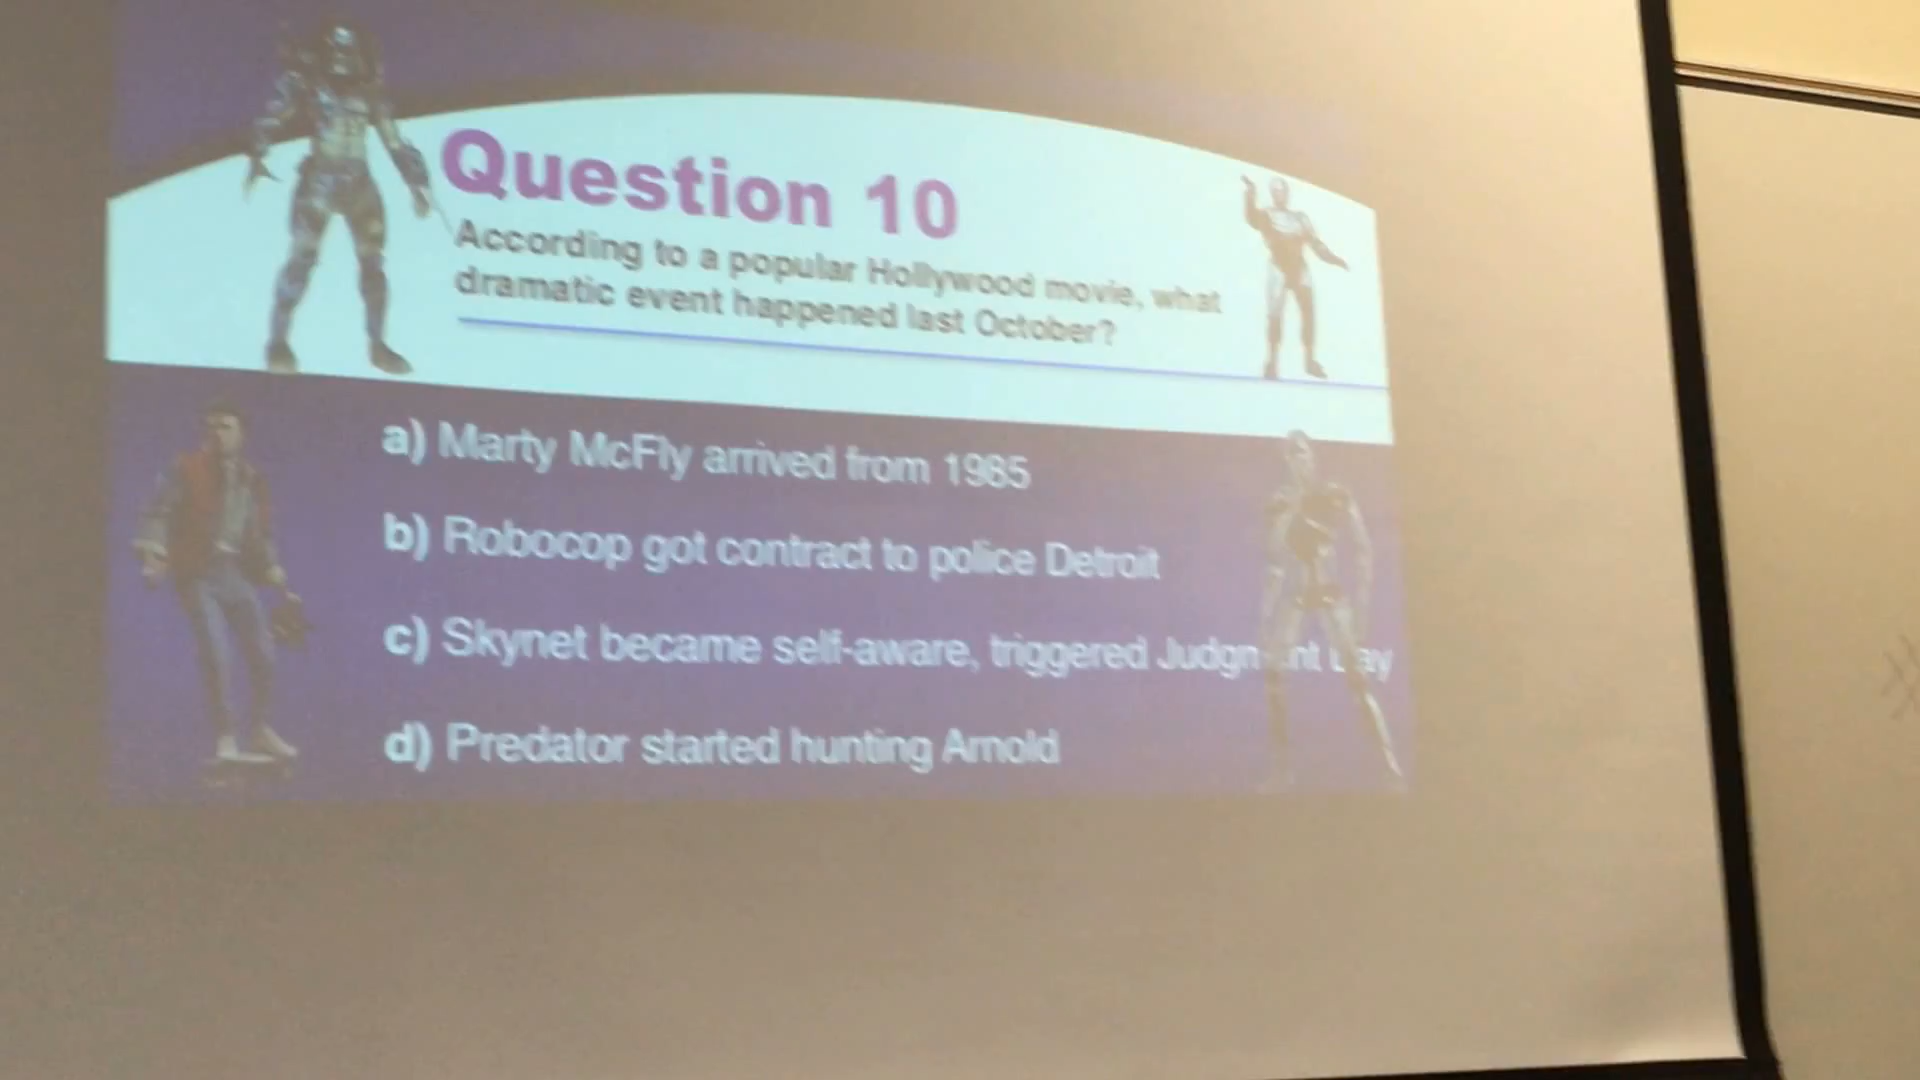 Question 10
According to a popular Hollywood movie, what
dramatic event happened last October?
a) Marty McFly arrived from 1985
b) Robocop got contract to police Detroit
c) Skynet became self-aware, triggered
d) Predator started hunting Arnold